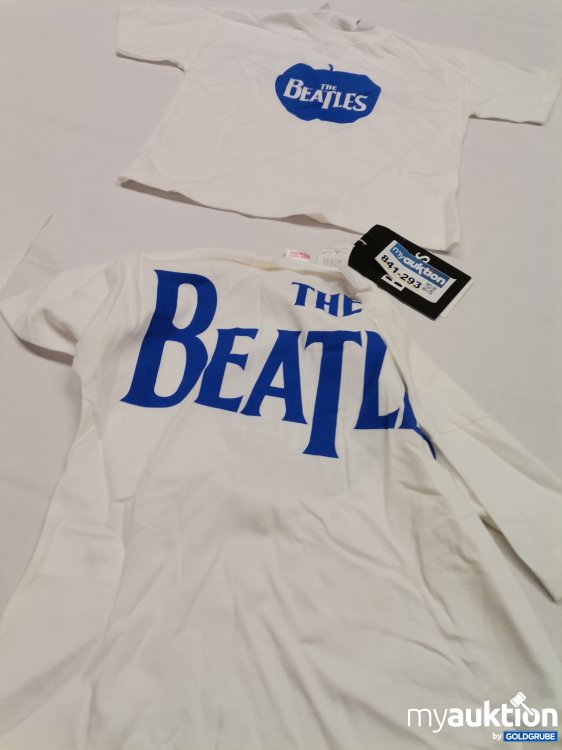 THE
BEATLES
S
myauktion
841-293
THE
BEATL
myauktion
by GOLDGRUBE